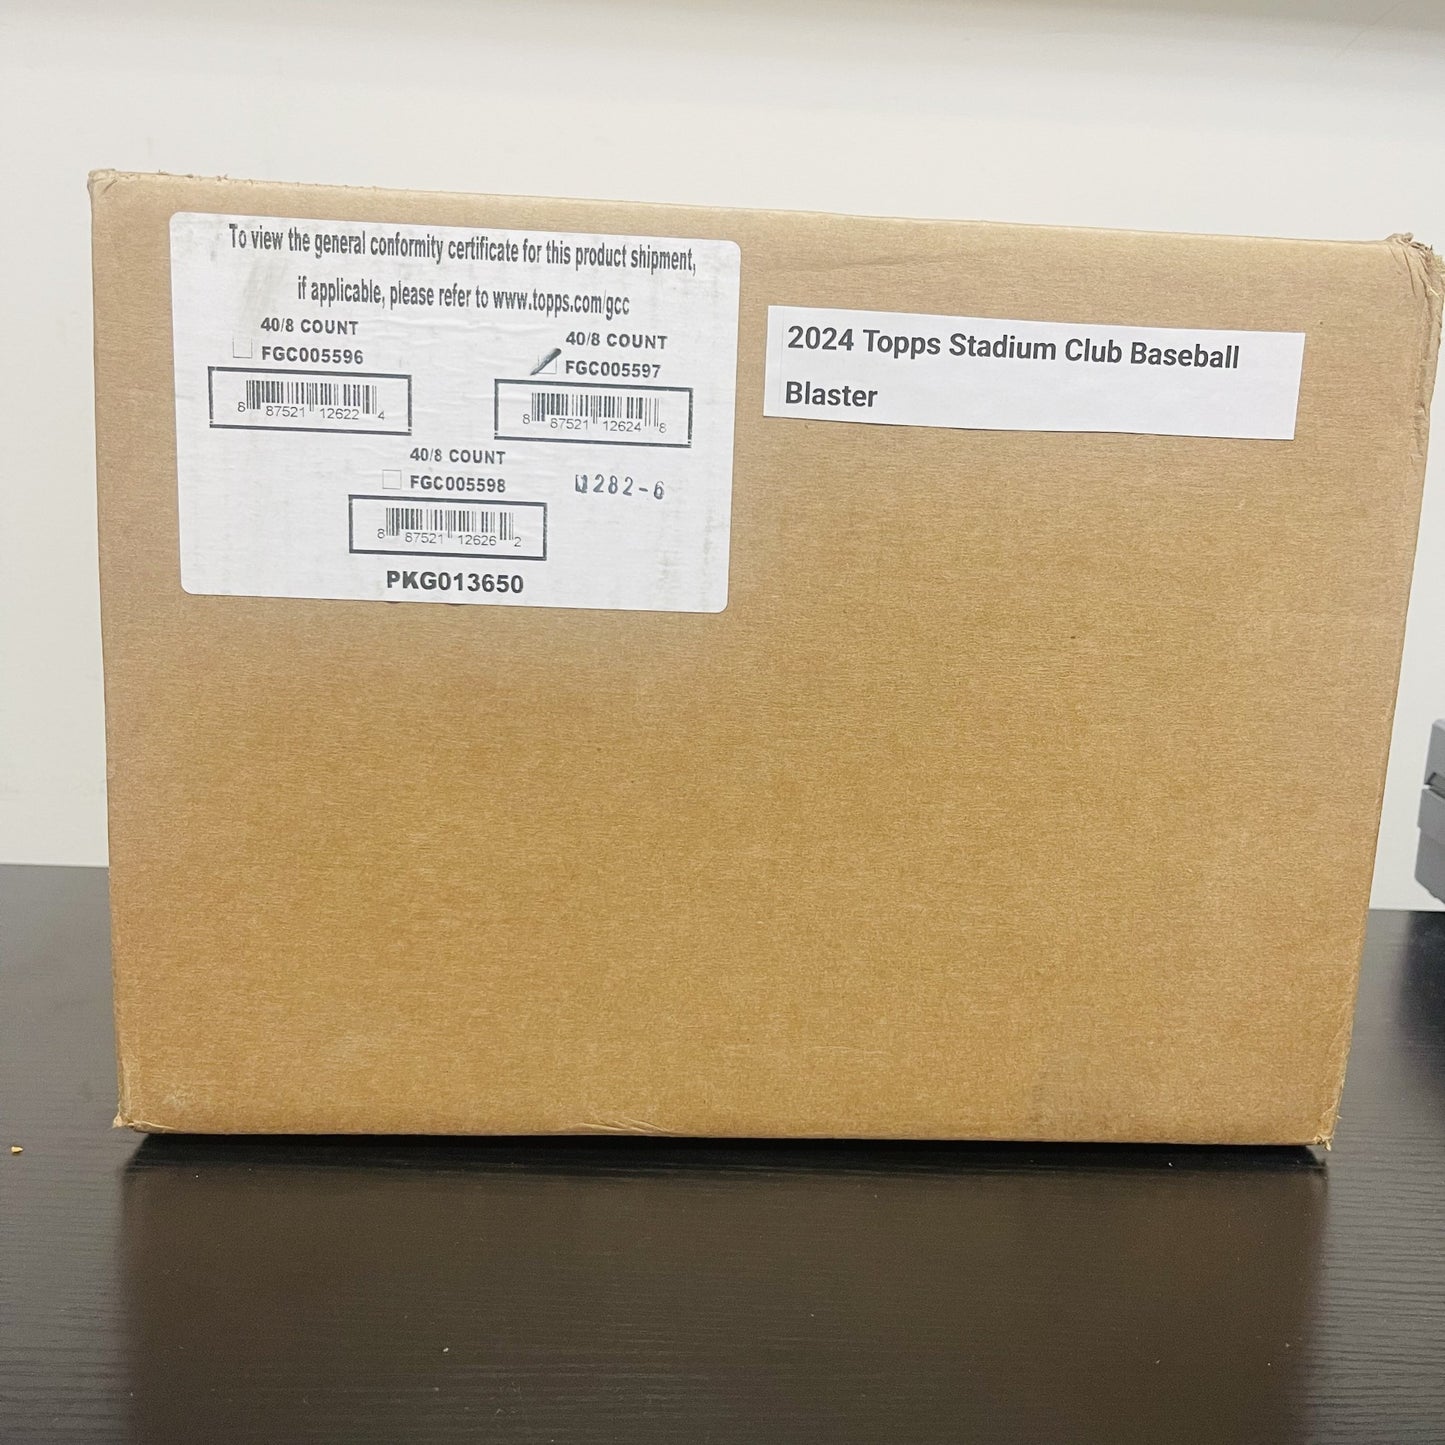 To view the general conformity certificate for this product shipment,
if applicable, please refer to www.topps.com/gcc
40/8 COUNT
FGC005596
8 87521 12622 4
40/8 COUNT
FGC005597
8 87521 12624 8
40/8 COUNT
FGC005598
8 87521 12626 2
282-6
PKG013650
2024 Topps Stadium Club Baseball
Blaster